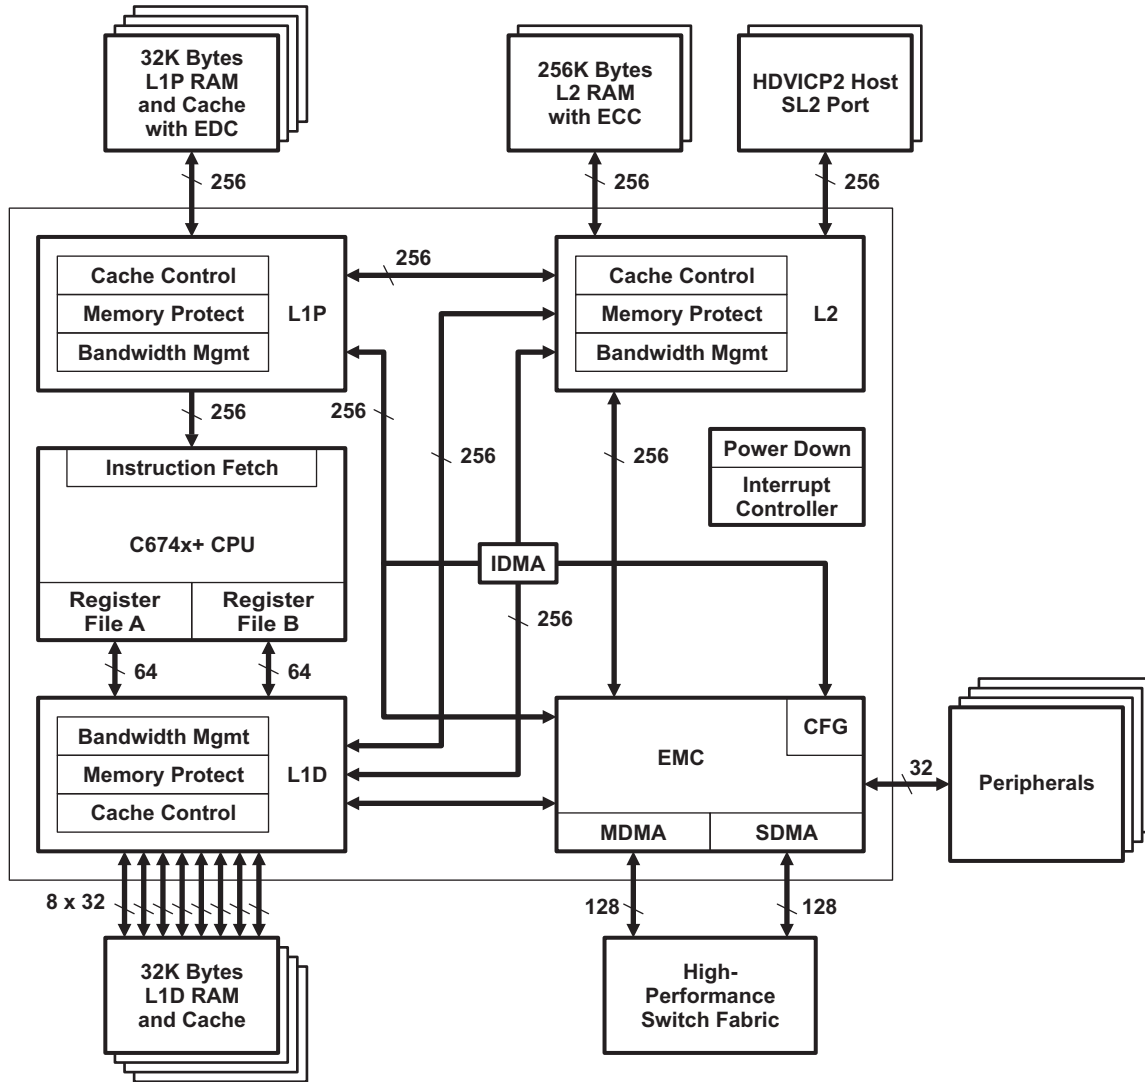 32K Bytes
L1P RAM
and Cache
with EDC
256K Bytes
L2 RAM
with ECC
HDVICP2 Host
SL2 Port
256
256
256
Cache Control
Memory Protect
Bandwidth Mgmt
L1P
256
Cache Control
Memory Protect
Bandwidth Mgmt
L2
256
256
256
256
Power Down
Interrupt
Controller
Instruction Fetch
C674x+ CPU
Register
File A
Register
File B
IDMA
256
64
64
Bandwidth Mgmt
Memory Protect
Cache Control
L1D
EMC
CFG
MDMA
SDMA
32
Peripherals
8 x 32
128
128
32K Bytes
L1D RAM
and Cache
High-
Performance
Switch Fabric